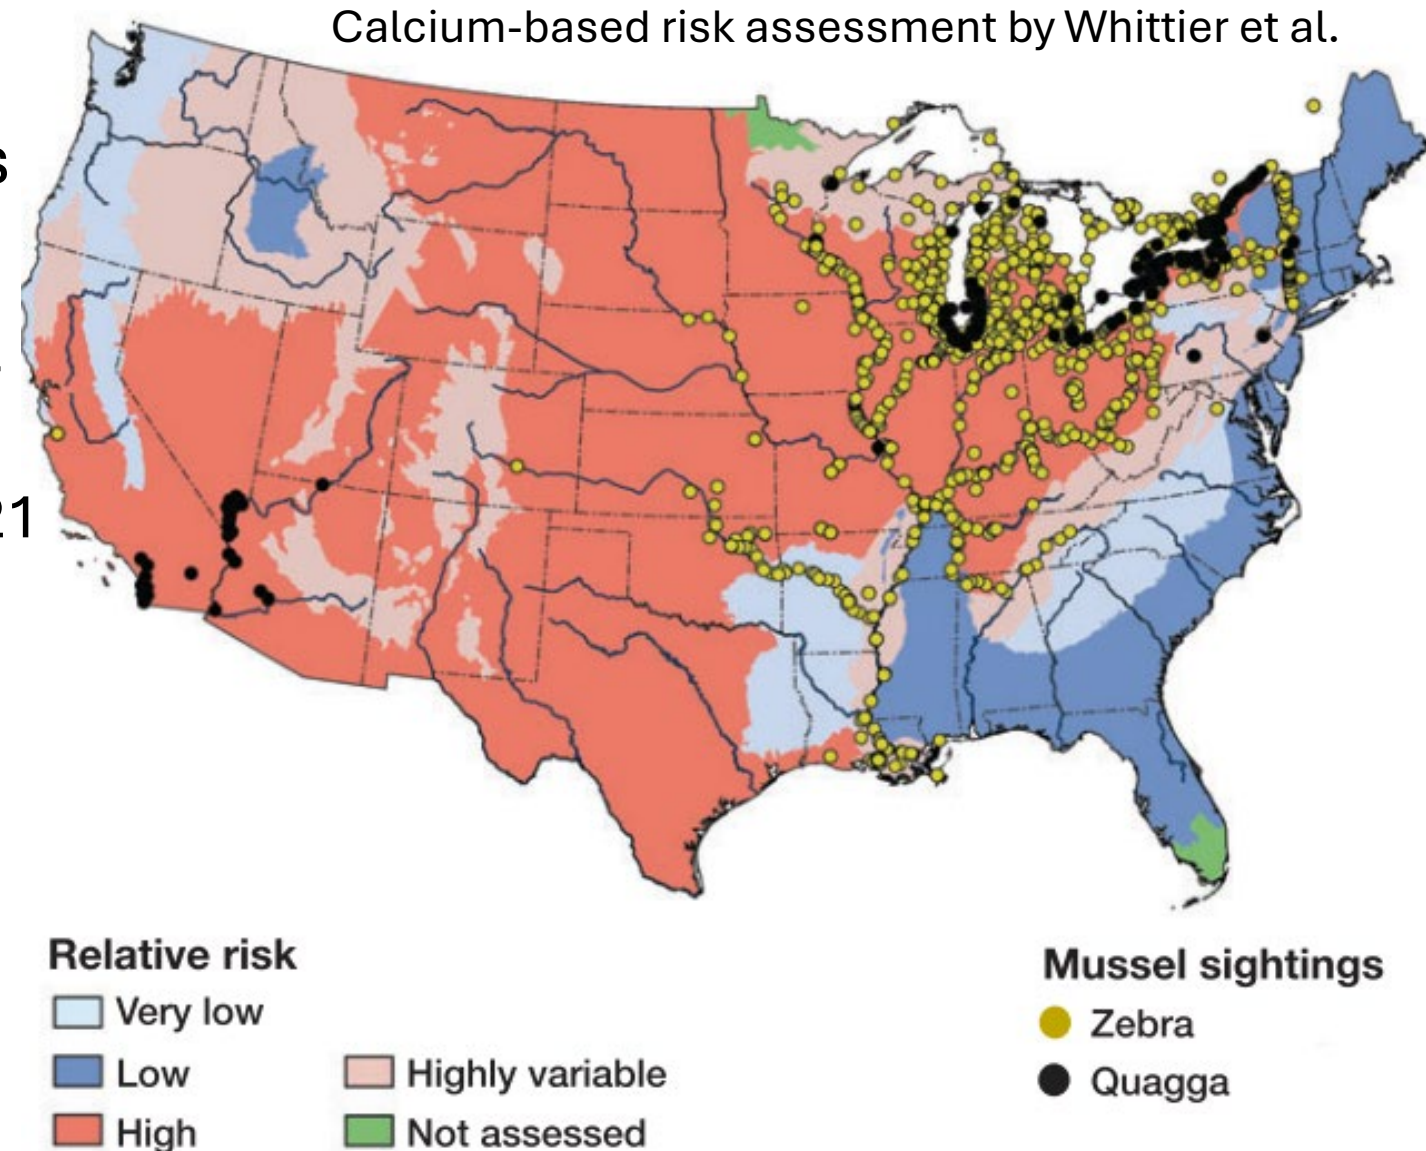 Calcium-based risk assessment by Whittier et al.
s
21
Relative risk
Very low
Low
High
Highly variable
Not assessed
Mussel sightings
Zebra
Quagga